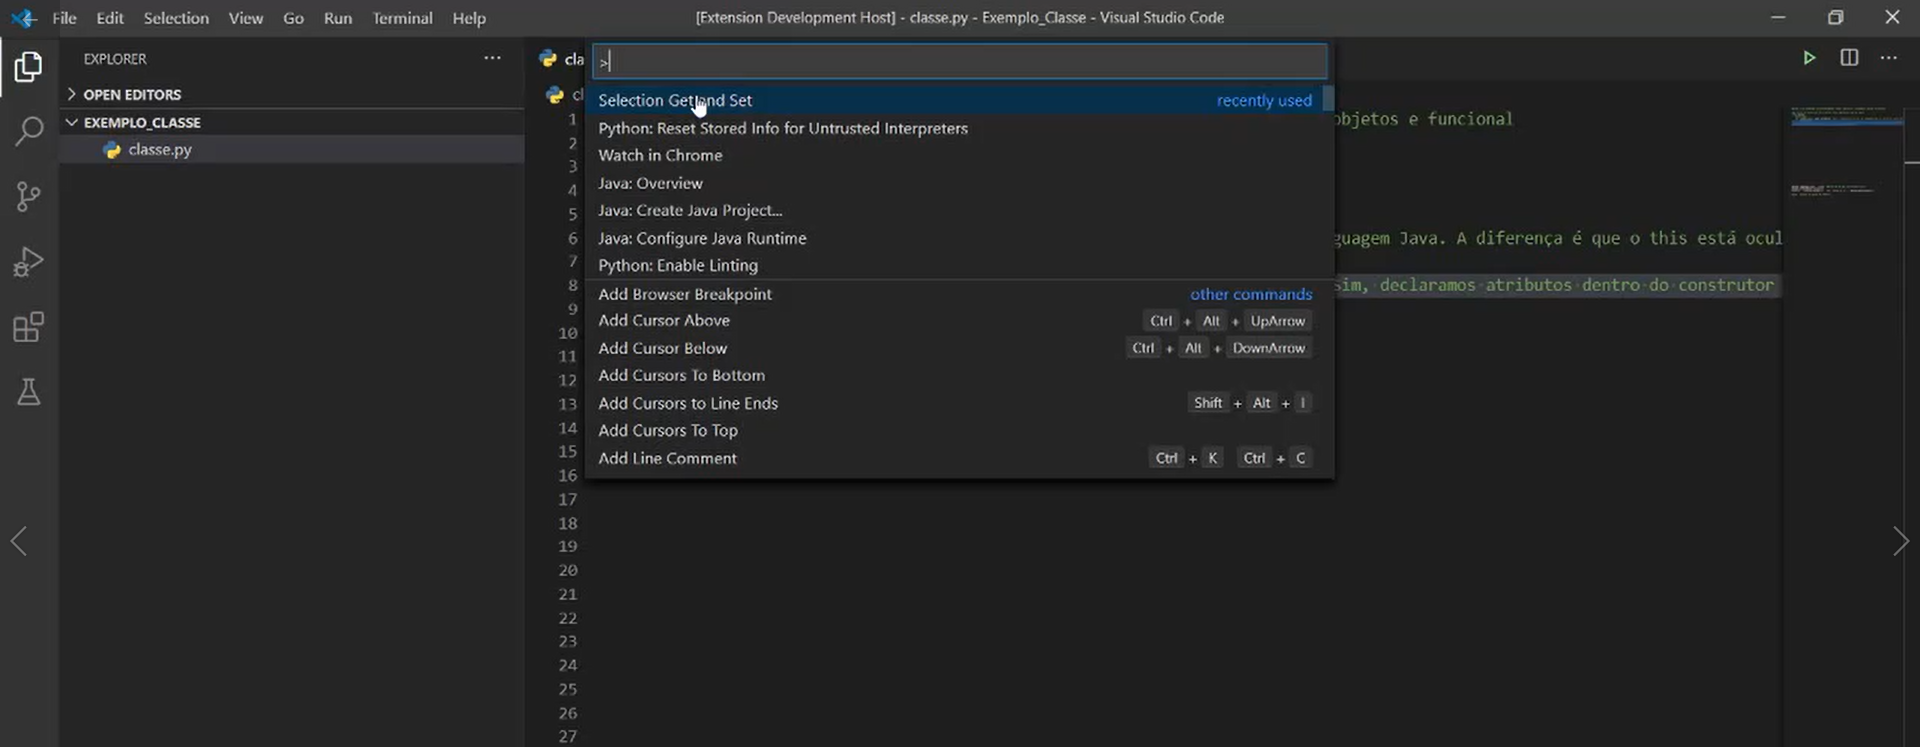 File Edit Selection View Go Run Terminal Help [Extension Development Host] - classe.py - Exemplo_Classe - Visual Studio Code
EXPLORER
OPEN EDITORS
EXEMPLO_CLASSE
classe.py
>
Selection Get and Set recently used
Python: Reset Stored Info for Untrusted Interpreters
Watch in Chrome
Java: Overview
Java: Create Java Project...
Java: Configure Java Runtime
Python: Enable Linting
Add Browser Breakpoint other commands
Add Cursor Above Ctrl + Alt + UpArrow
Add Cursor Below Ctrl + Alt + DownArrow
Add Cursors To Bottom
Add Cursors to Line Ends Shift + Alt + I
Add Cursors To Top
Add Line Comment Ctrl + K Ctrl + C
cla
cl
1 objetos e funcional
2
3
4
5
6 guagem Java. A diferença é que o this está ocul
7
8 sim, declaramos atributos dentro do construtor
9
10
11
12
13
14
15
16
17
18
19
20
21
22
23
24
25
26
27